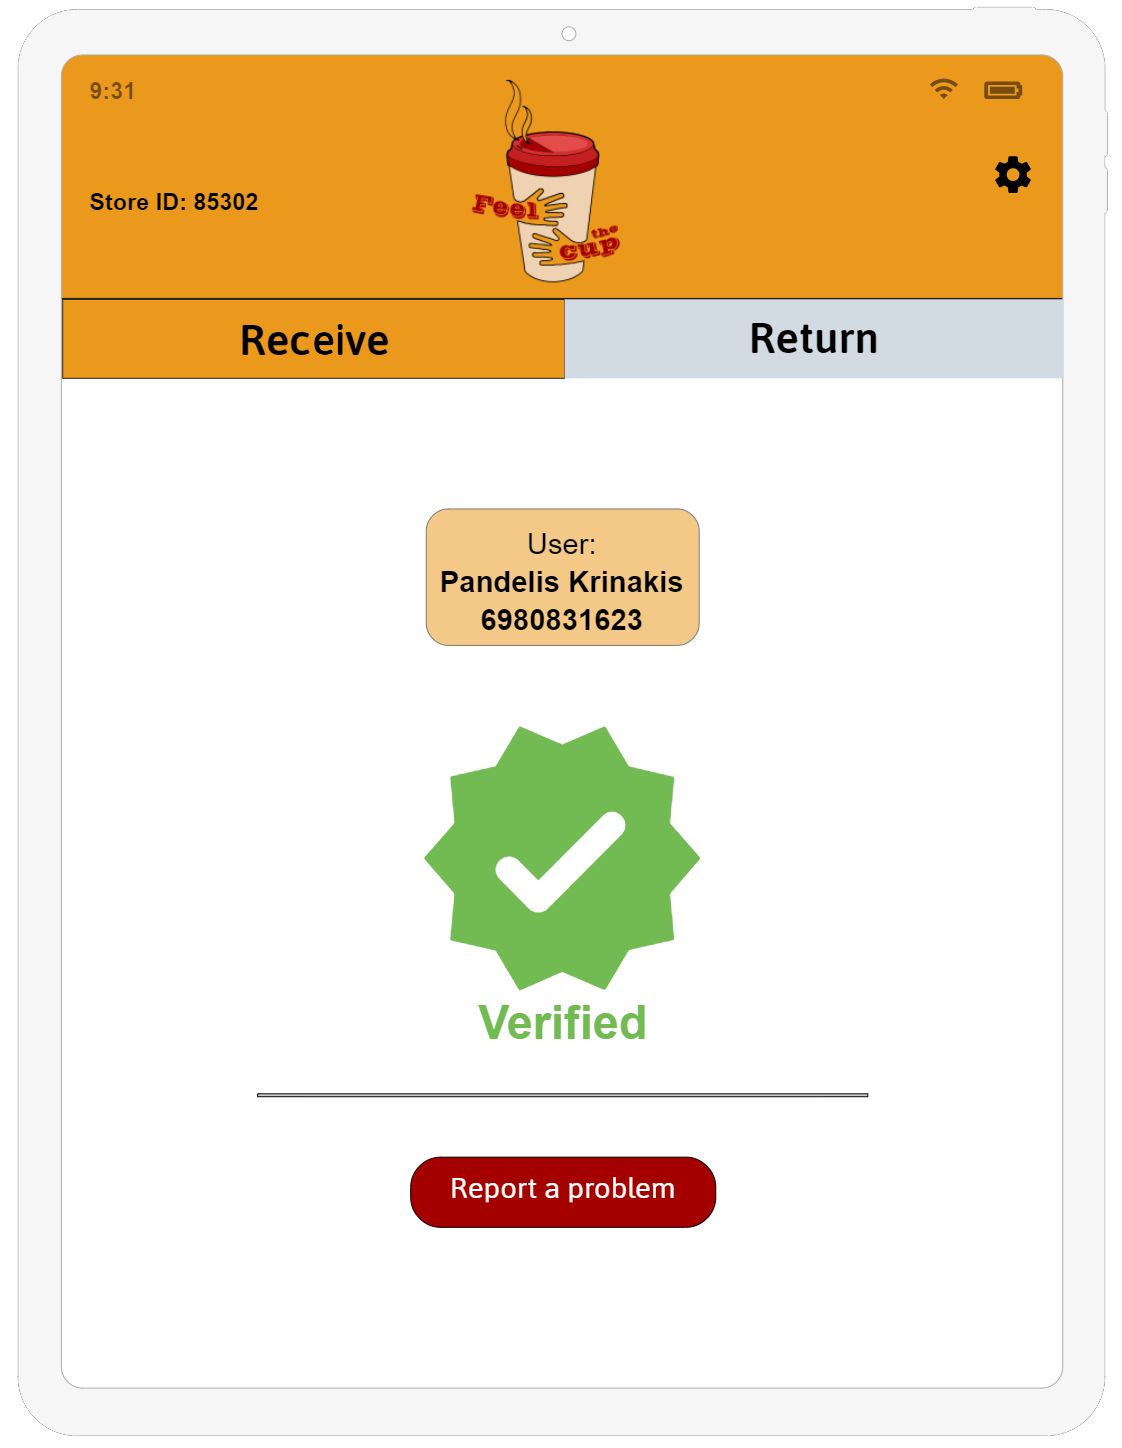 9:31
Store ID: 85302
Feel
the
cup
Receive
Return
User:
Pandelis Krinakis
6980831623
Verified
Report a problem